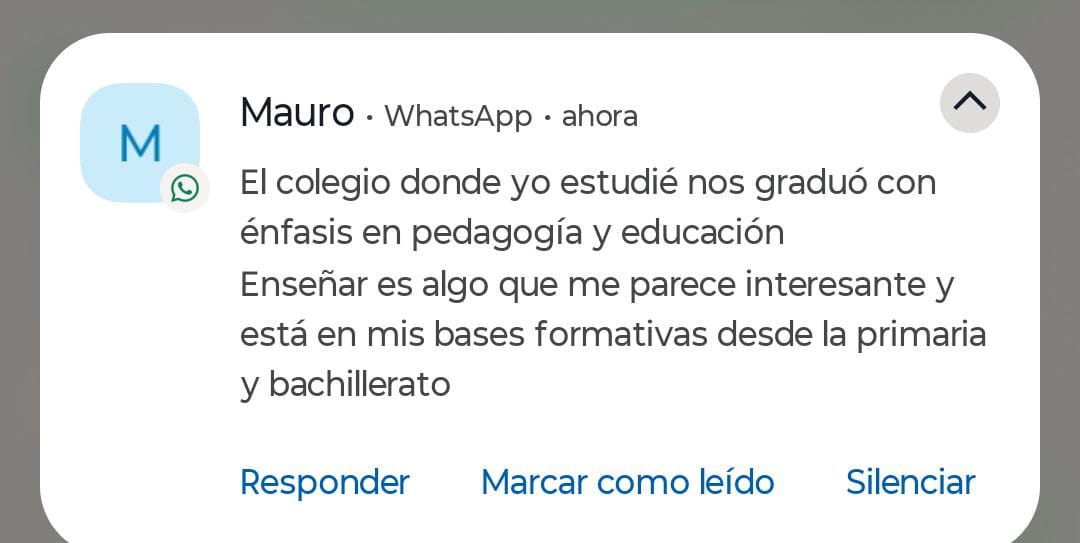 M
Mauro · WhatsApp · ahora
El colegio donde yo estudié nos graduó con
énfasis en pedagogía y educación
Enseñar es algo que me parece interesante y
está en mis bases formativas desde la primaria
y bachillerato
Responder Marcar como leído Silenciar